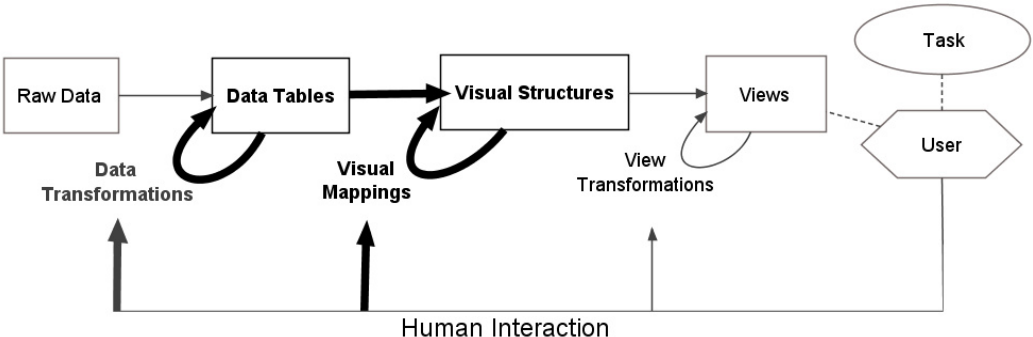 Task
Raw Data
Data Tables
Visual Structures
Views
User
Data
Transformations
Visual
Mappings
View
Transformations
Human Interaction